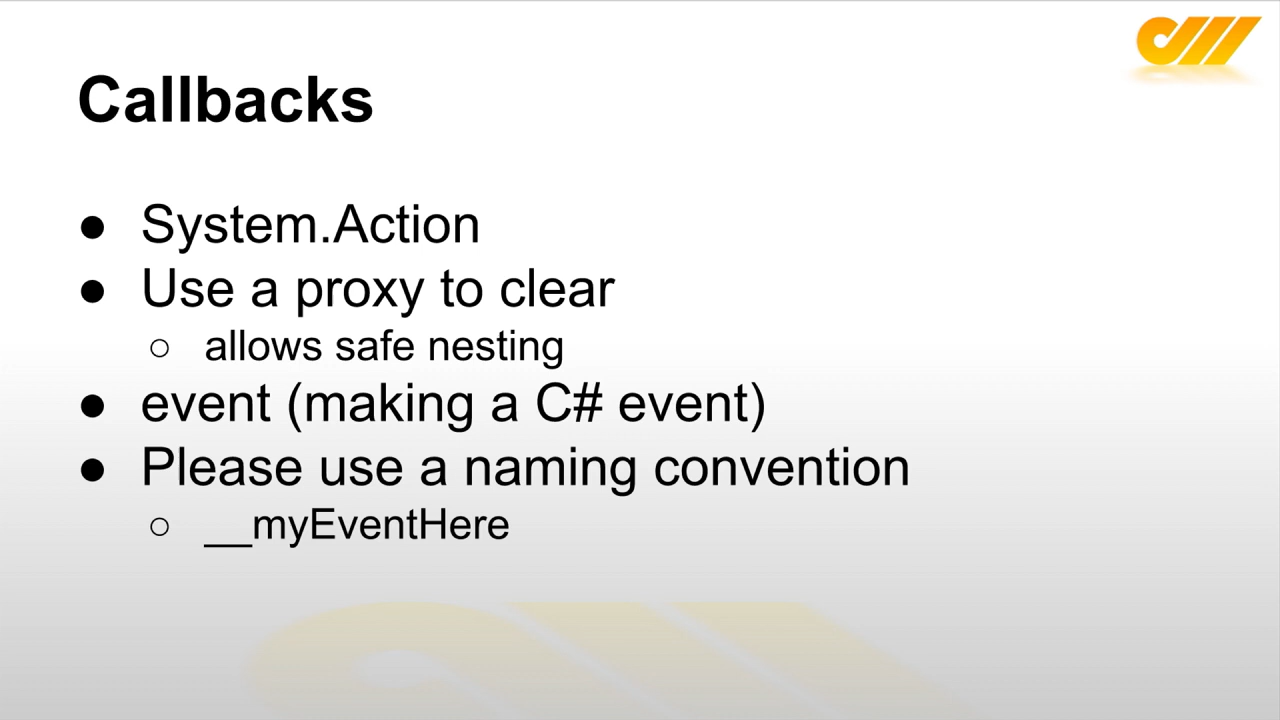 Callbacks
● System.Action
● Use a proxy to clear
○ allows safe nesting
● event (making a C# event)
● Please use a naming convention
○ __myEventHere